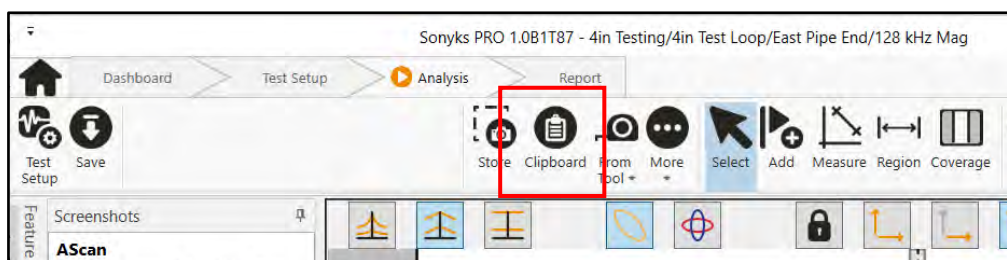 Sonyks PRO 1.0B1T87 - 4in Testing/4in Test Loop/East Pipe End/128 kHz Mag
Dashboard Test Setup Analysis Report
Test Setup Save Store Clipboard From Tool More Select Add Measure Region Coverage
Feature
Screenshots
AScan